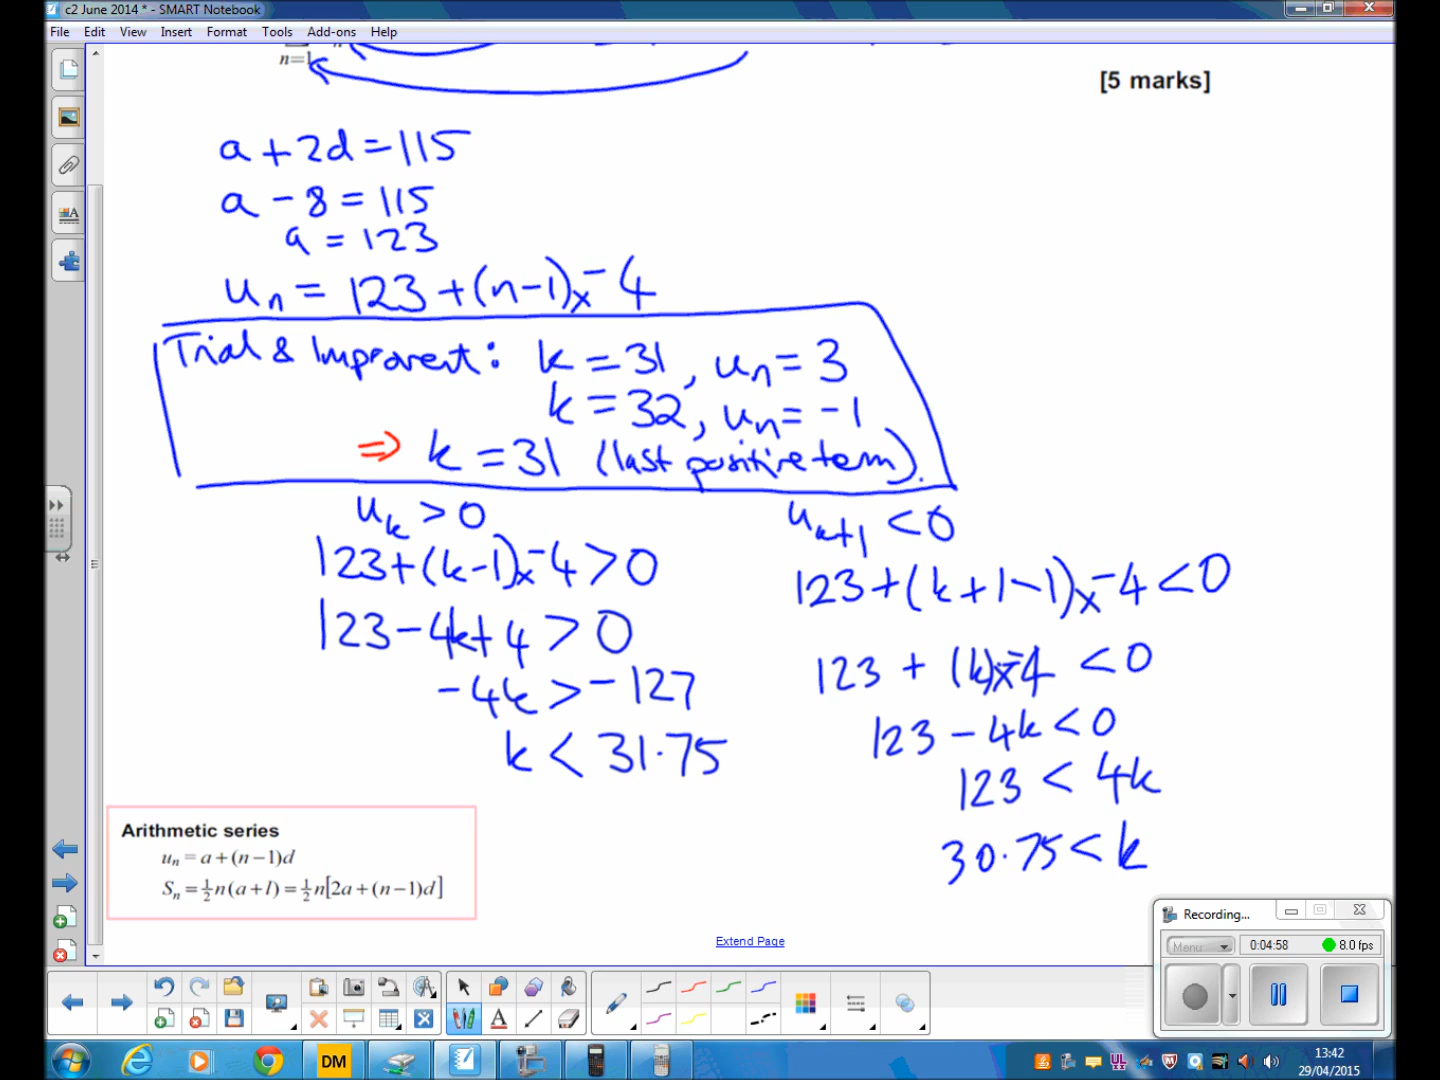 c2 June 2014 * - SMART Notebook
File Edit View Insert Format Tools Add-ons Help
n=1
[5 marks]
a + 2d = 115
a - 8 = 115
a = 123
uₙ = 123 + (n-1)x⁻4
Trial & Improvent: k = 31, uₙ = 3
k = 32, uₙ = -1
⇒ k = 31 (last positive term).
uₖ > 0
123 + (k-1)x⁻4 > 0
123 - 4k + 4 > 0
-4k > -127
k < 31.75
uₖ₊₁ < 0
123 + (k+1-1)x⁻4 < 0
123 + (k)x⁻4 < 0
123 - 4k < 0
123 < 4k
30.75 < k
Arithmetic series
uₙ = a + (n − 1)d
Sₙ = ½n(a + l) = ½n[2a + (n − 1)d]
Extend Page
Recording...
Menu 0:04:58 8.0 fps
DM
13:42
29/04/2015